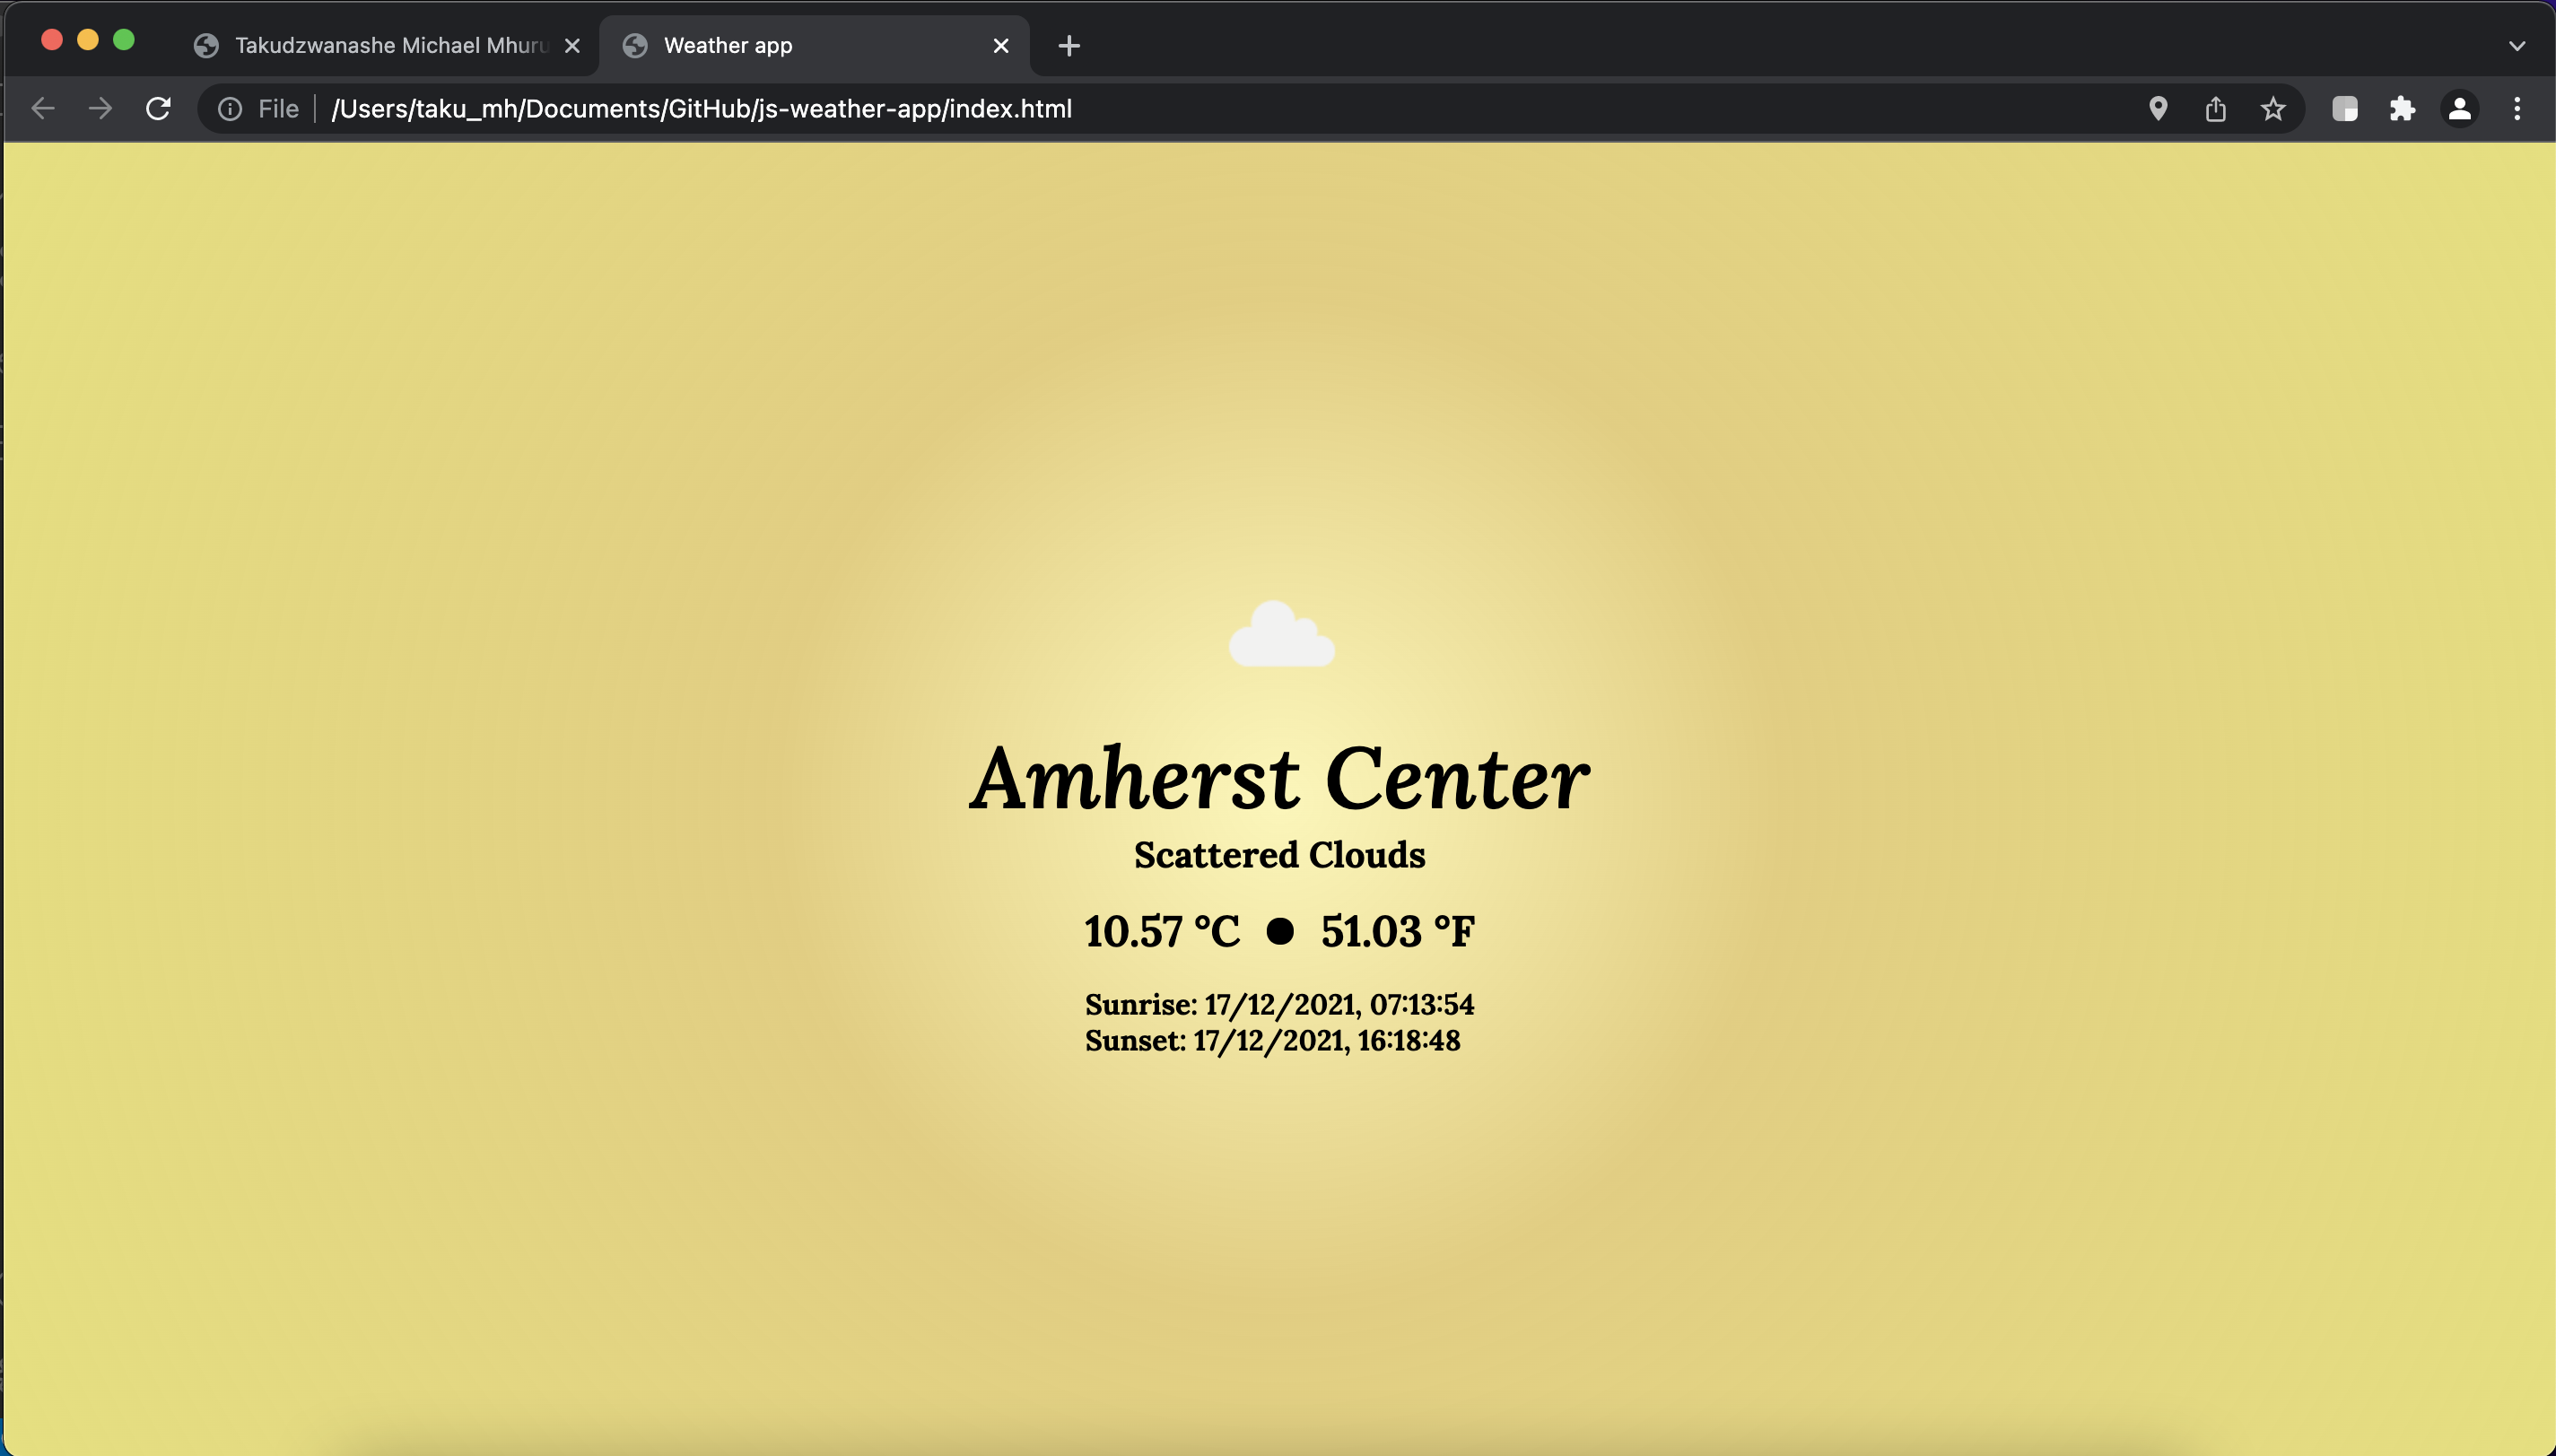 Takudzwanashe Michael Mhuru
Weather app
File /Users/taku_mh/Documents/GitHub/js-weather-app/index.html
Amherst Center
Scattered Clouds
10.57 °C ● 51.03 °F
Sunrise: 17/12/2021, 07:13:54
Sunset: 17/12/2021, 16:18:48